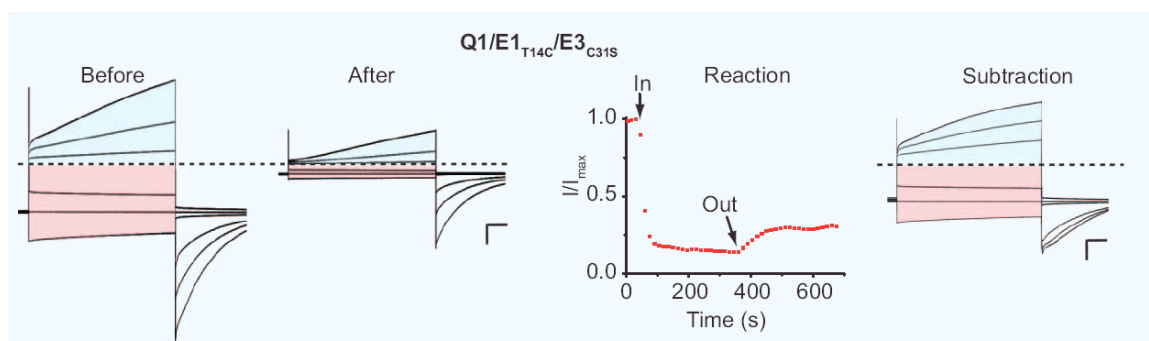 Q1/E1T14C/E3C31S
Before
After
Reaction
Subtraction
In
1.0
0.5
0.0
I/Imax
Out
0
200
400
600
Time (s)